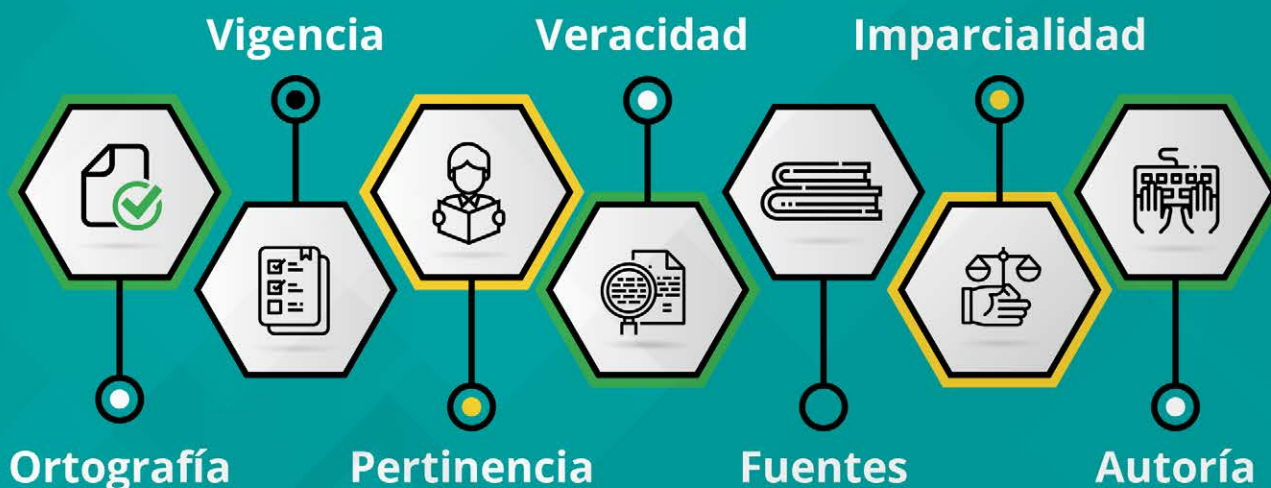 Vigencia
Veracidad
Imparcialidad
Ortografía
Pertinencia
Fuentes
Autoría